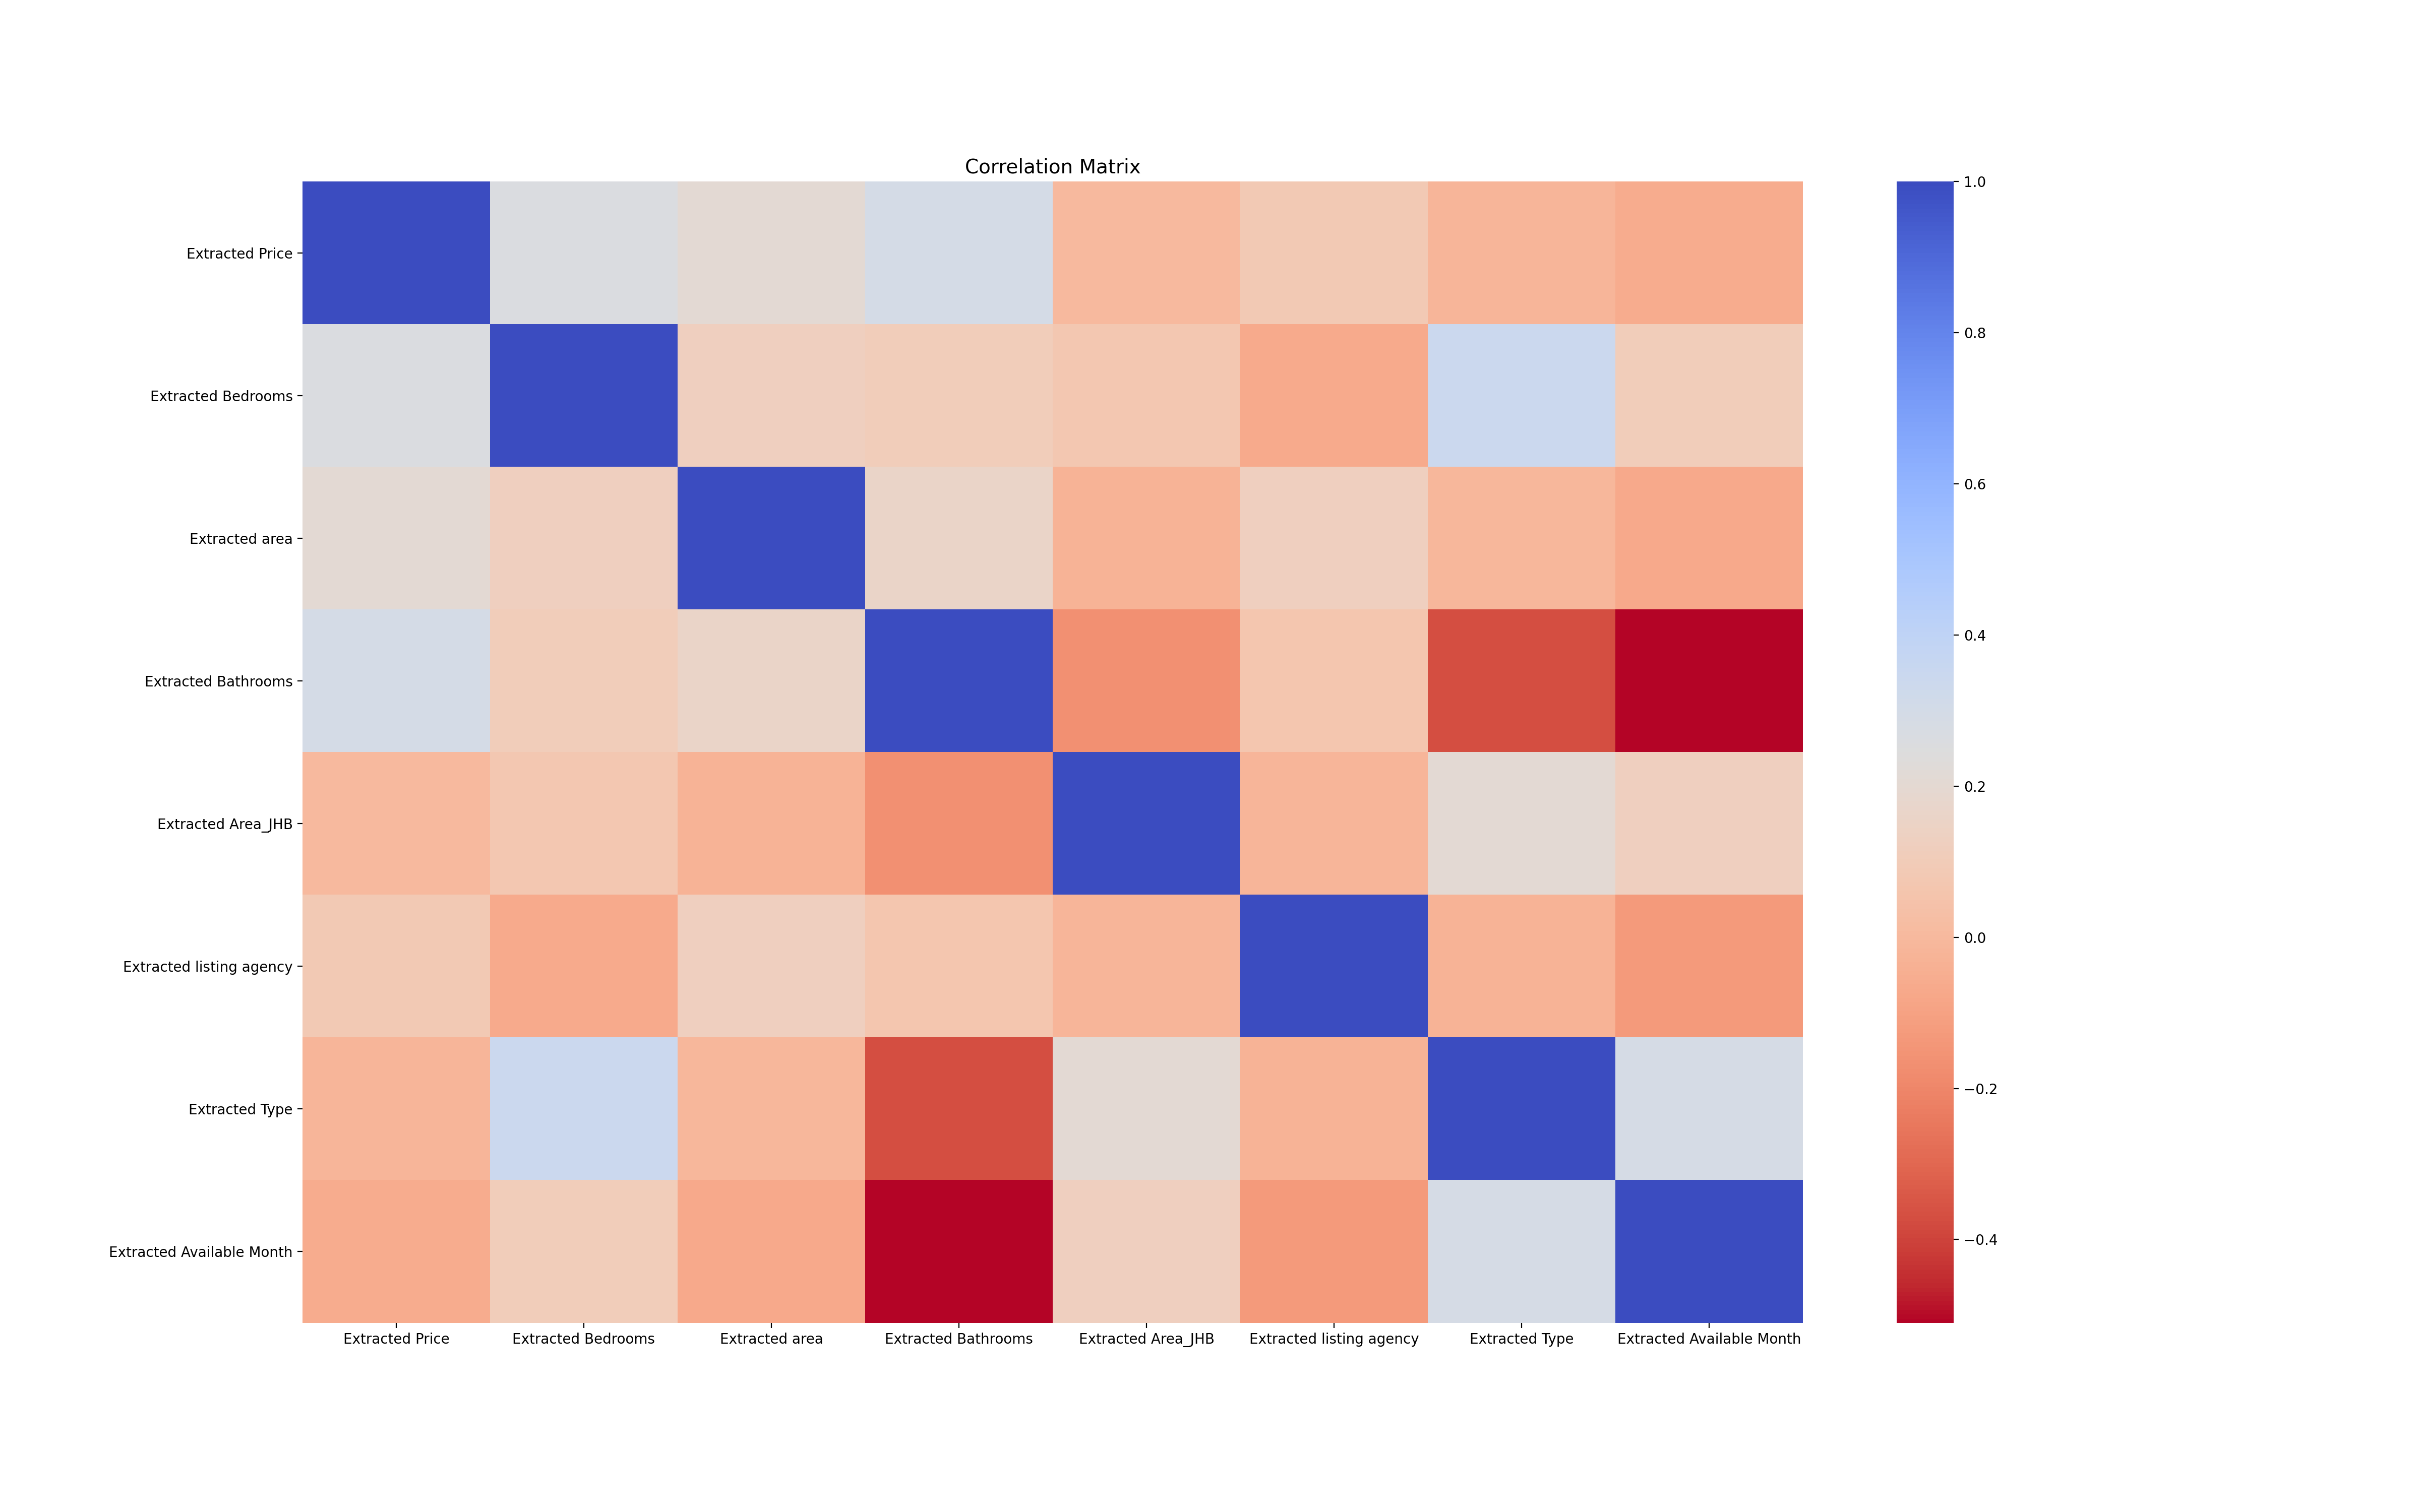 Correlation Matrix
Extracted Price
Extracted Bedrooms
Extracted area
Extracted Bathrooms
Extracted Area_JHB
Extracted listing agency
Extracted Type
Extracted Available Month
Extracted Price Extracted Bedrooms Extracted area Extracted Bathrooms Extracted Area_JHB Extracted listing agency Extracted Type Extracted Available Month
1.0
0.8
0.6
0.4
0.2
0.0
−0.2
−0.4